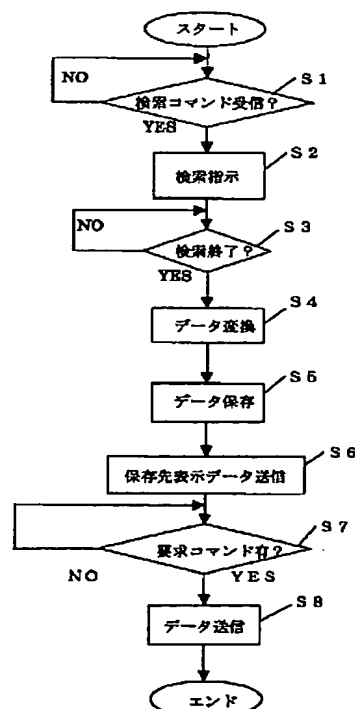 スタート
NO
S1
検索コマンド受信?
YES
S2
検索指示
NO
S3
検索終了?
YES
S4
データ変換
S5
データ保存
S6
保存先表示データ送信
S7
要求コマンド有?
NO
YES
S8
データ送信
エンド